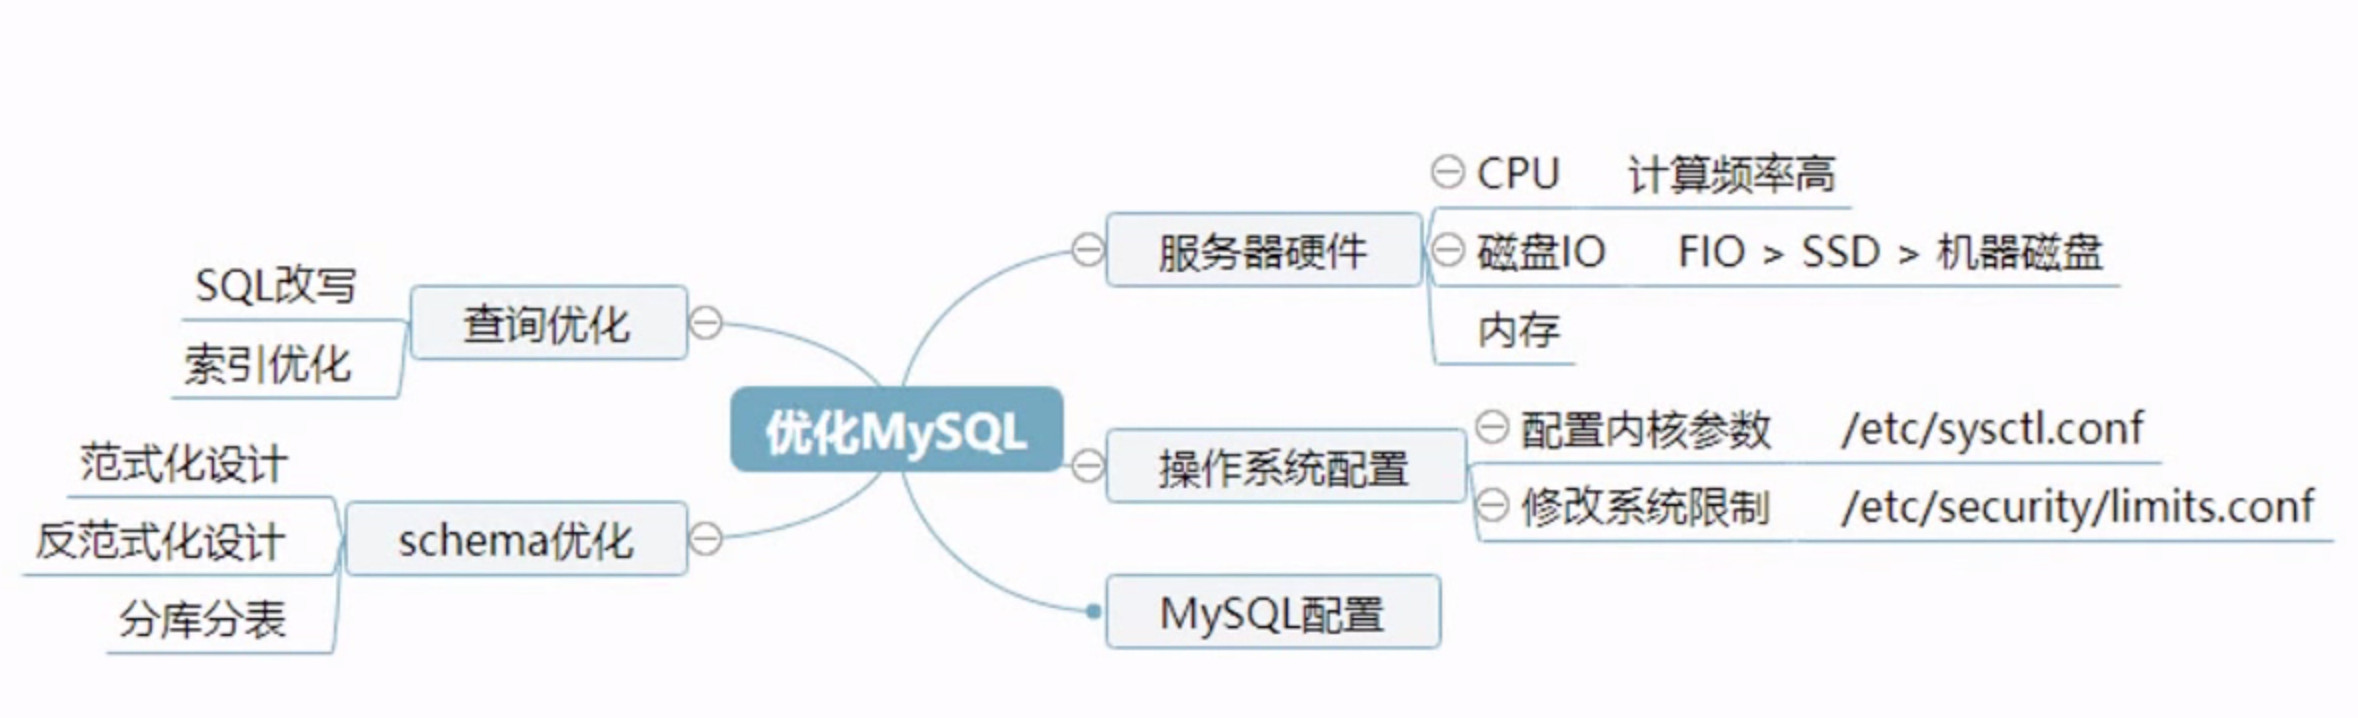 优化MySQL
服务器硬件
CPU 计算频率高
磁盘IO FIO > SSD > 机器磁盘
内存
操作系统配置
配置内核参数 /etc/sysctl.conf
修改系统限制 /etc/security/limits.conf
MySQL配置
查询优化
SQL改写
索引优化
schema优化
范式化设计
反范式化设计
分库分表